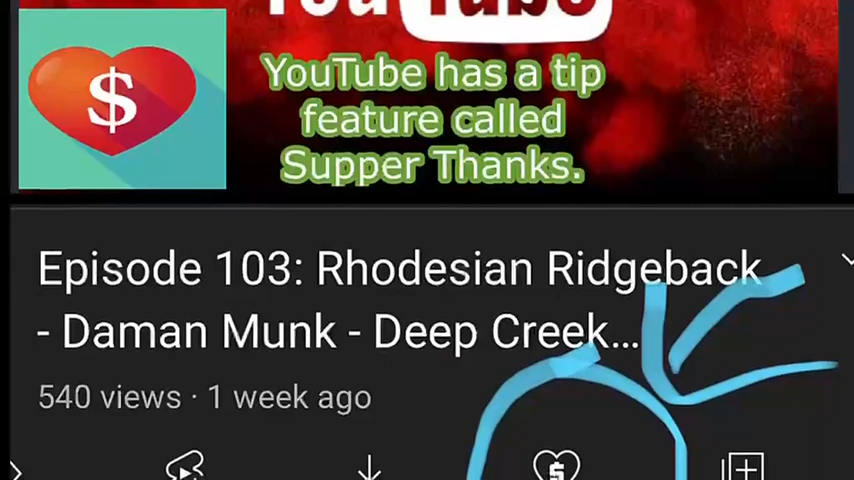 YouTube
YouTube has a tip
feature called
Supper Thanks.
$
Episode 103: Rhodesian Ridgeback
- Daman Munk - Deep Creek...
540 views · 1 week ago
$